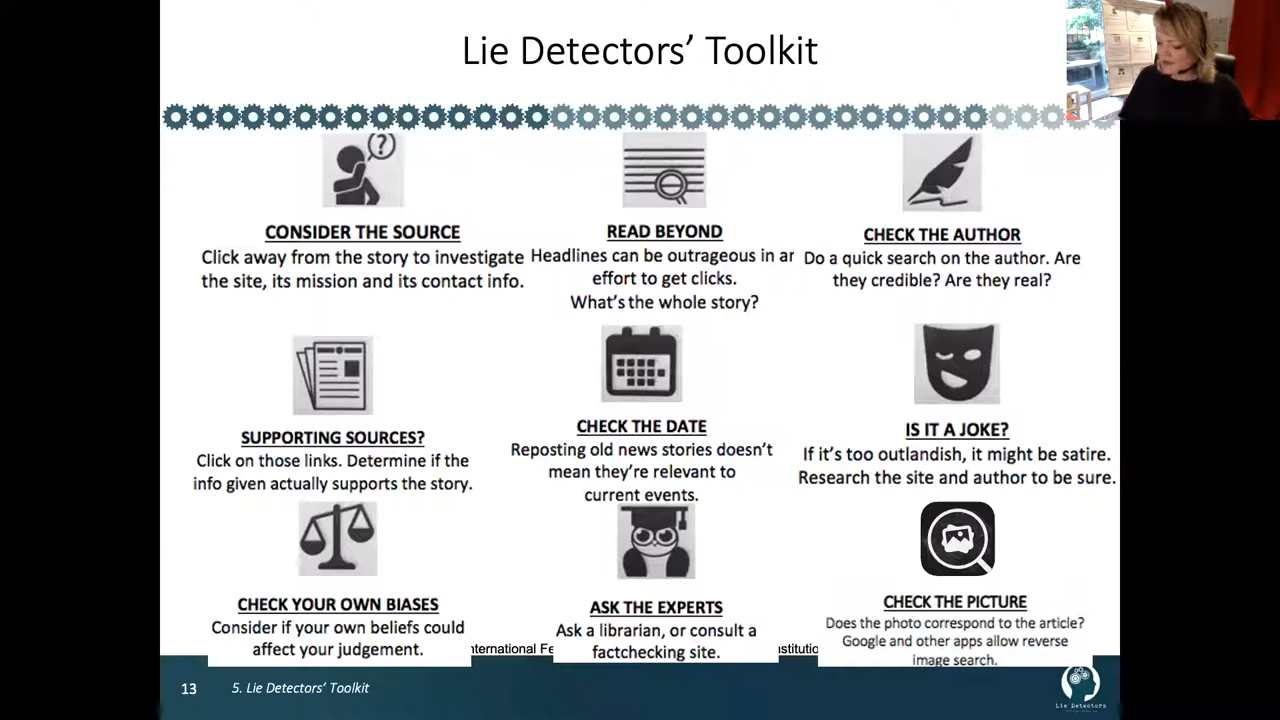 Lie Detectors’ Toolkit
?
CONSIDER THE SOURCE
Click away from the story to investigate
the site, its mission and its contact info.
READ BEYOND
Headlines can be outrageous in an
effort to get clicks.
What's the whole story?
CHECK THE AUTHOR
Do a quick search on the author. Are
they credible? Are they real?
SUPPORTING SOURCES?
Click on those links. Determine if the
info given actually supports the story.
CHECK THE DATE
Reposting old news stories doesn't
mean they're relevant to
current events.
IS IT A JOKE?
If it's too outlandish, it might be satire.
Research the site and author to be sure.
CHECK YOUR OWN BIASES
Consider if your own beliefs could
affect your judgement.
ASK THE EXPERTS
Ask a librarian, or consult a
factchecking site.
CHECK THE PICTURE
Does the photo correspond to the article?
Google and other apps allow reverse
image search.
13
5. Lie Detectors’ Toolkit
Lie Detectors